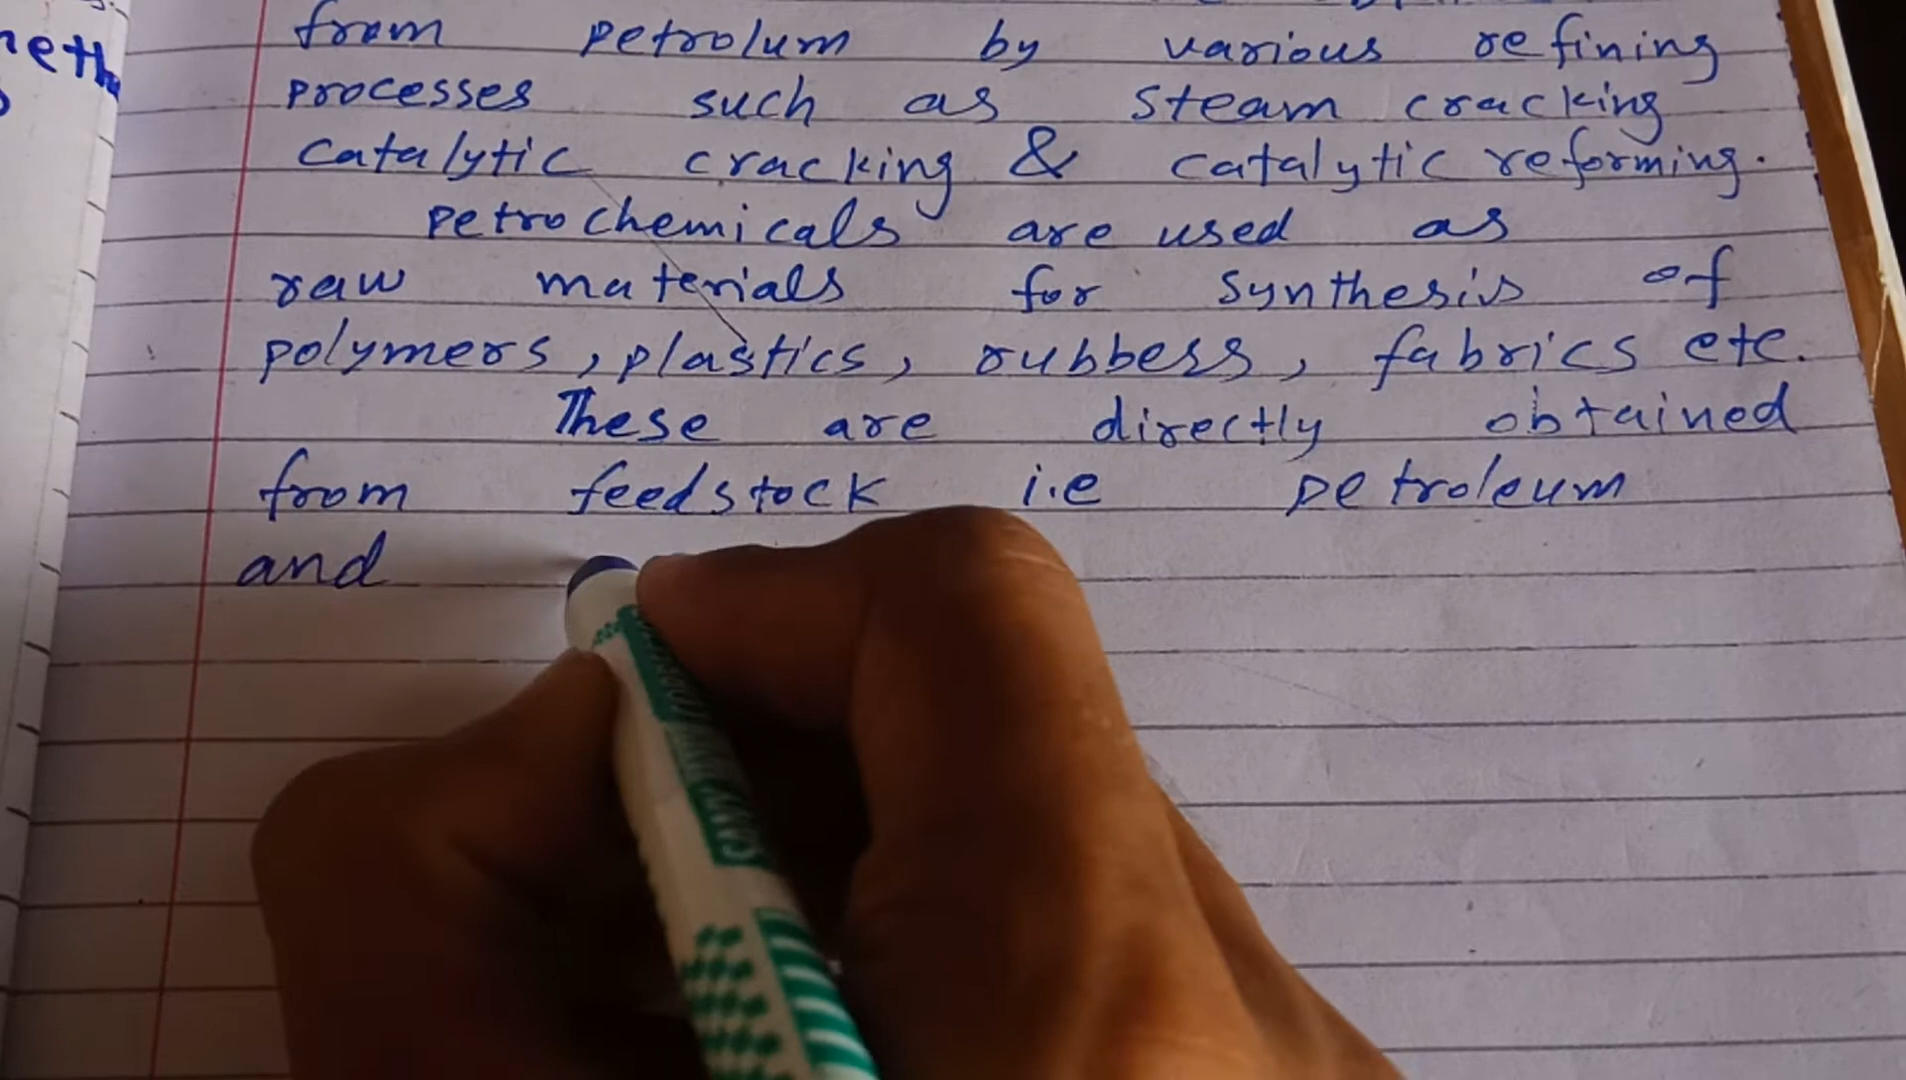 from petrolum by various refining
processes such as steam cracking
catalytic cracking & catalytic reforming.
petrochemicals are used as
raw materials for synthesis of
polymers, plastics, rubbers, fabrics etc.
These are directly obtained
from feedstock i.e petroleum
and